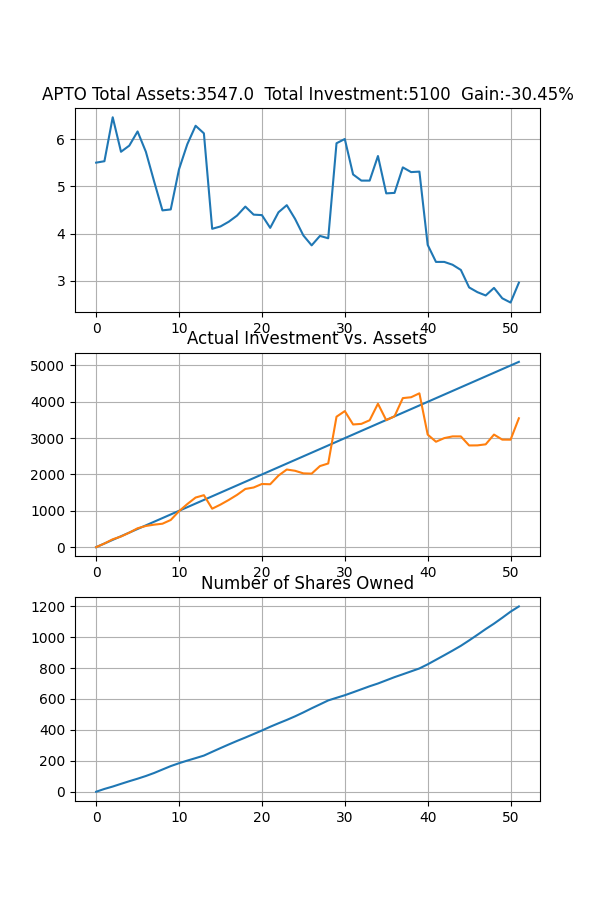 APTO Total Assets:3547.0  Total Investment:5100  Gain:-30.45%
6
5
4
3
0 10 20 30 40 50
Actual Investment vs. Assets
5000
4000
3000
2000
1000
0
0 10 20 30 40 50
Number of Shares Owned
1200
1000
800
600
400
200
0
0 10 20 30 40 50